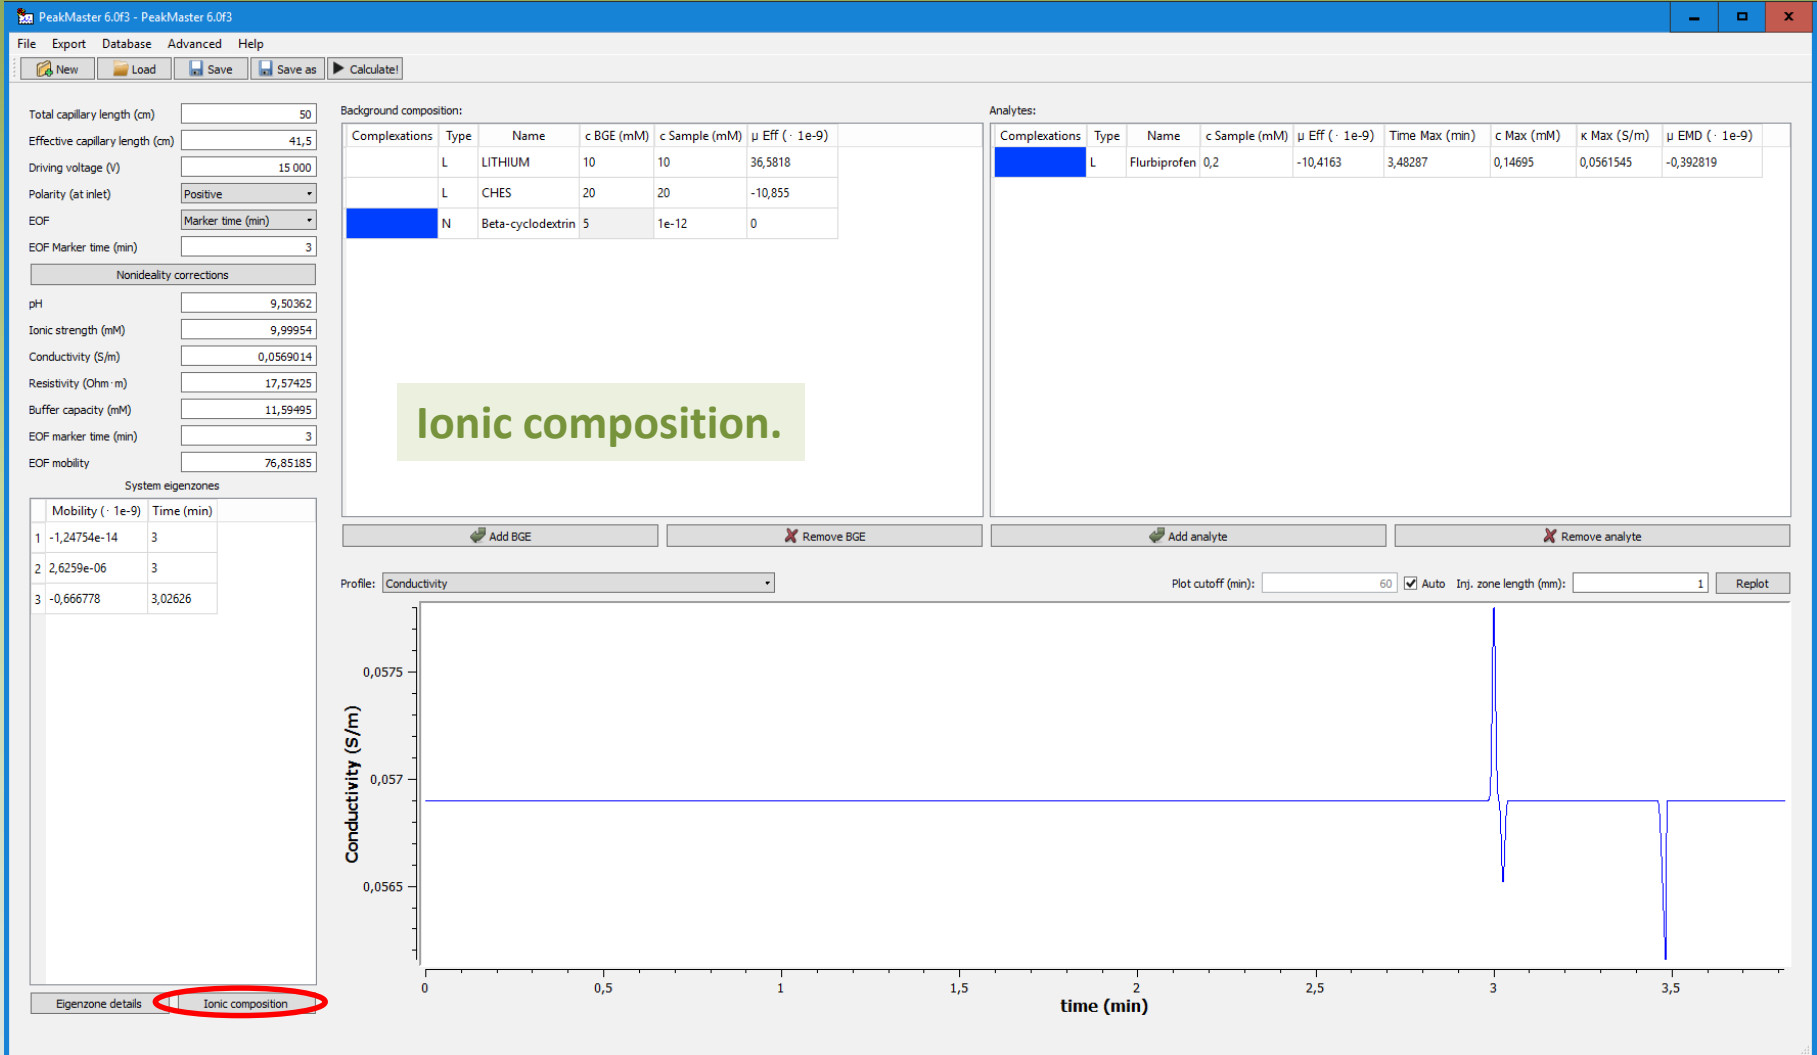 PeakMaster 6.0f3 - PeakMaster 6.0f3
File Export Database Advanced Help
New Load Save Save as Calculate!
Total capillary length (cm) 50
Effective capillary length (cm) 41,5
Driving voltage (V) 15 000
Polarity (at inlet) Positive
EOF Marker time (min)
EOF Marker time (min) 3
Nonideality corrections
pH 9,50362
Ionic strength (mM) 9,99954
Conductivity (S/m) 0,0569014
Resistivity (Ohm·m) 17,57425
Buffer capacity (mM) 11,59495
EOF marker time (min) 3
EOF mobility 76,85185
System eigenzones
Mobility (· 1e-9) Time (min)
1 -1,24754e-14 3
2 2,6259e-06 3
3 -0,666778 3,02626
Eigenzone details Ionic composition
Background composition:
Complexations Type Name c BGE (mM) c Sample (mM) μ Eff (· 1e-9)
L LITHIUM 10 10 36,5818
L CHES 20 20 -10,855
N Beta-cyclodextrin 5 1e-12 0
Ionic composition.
Add BGE Remove BGE
Analytes:
Complexations Type Name c Sample (mM) μ Eff (· 1e-9) Time Max (min) c Max (mM) κ Max (S/m) μ EMD (· 1e-9)
L Flurbiprofen 0,2 -10,4163 3,48287 0,14695 0,0561545 -0,392819
Add analyte Remove analyte
Profile: Conductivity Plot cutoff (min): 60 Auto Inj. zone length (mm): 1 Replot
Conductivity (S/m)
0,0575
0,057
0,0565
0 0,5 1 1,5 2 2,5 3 3,5
time (min)